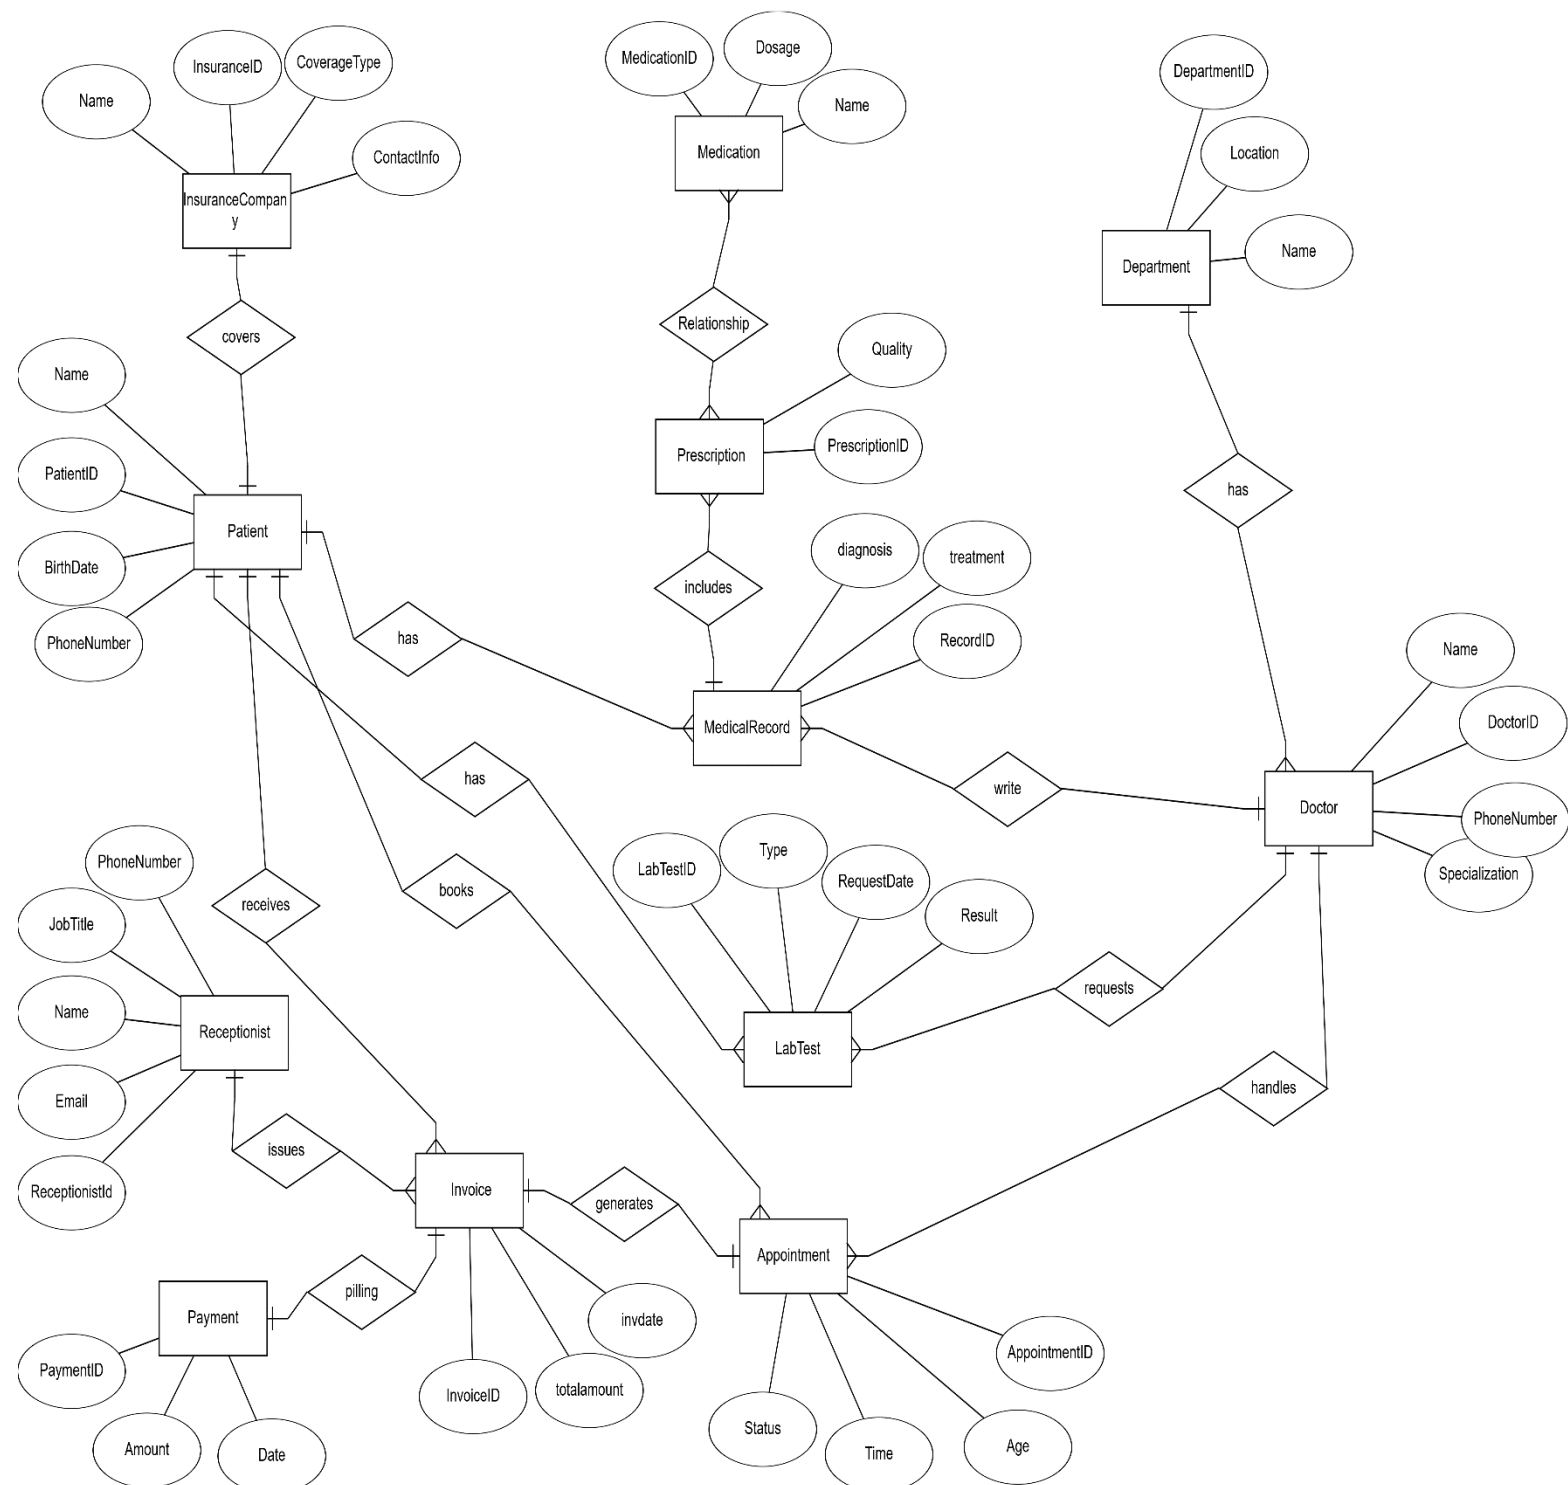 InsuranceID
CoverageType
Name
ContactInfo
InsuranceCompan
y
covers
MedicationID
Dosage
Name
Medication
Relationship
Quality
Prescription
PrescriptionID
includes
DepartmentID
Location
Department
Name
has
Name
PatientID
Patient
BirthDate
PhoneNumber
has
diagnosis
treatment
RecordID
MedicalRecord
write
Name
DoctorID
Doctor
PhoneNumber
Specialization
has
books
receives
LabTestID
Type
RequestDate
Result
LabTest
requests
handles
PhoneNumber
JobTitle
Name
Receptionist
Email
ReceptionistId
issues
Invoice
generates
Appointment
pilling
Payment
PaymentID
Amount
Date
InvoiceID
totalamount
invdate
Status
Time
Age
AppointmentID